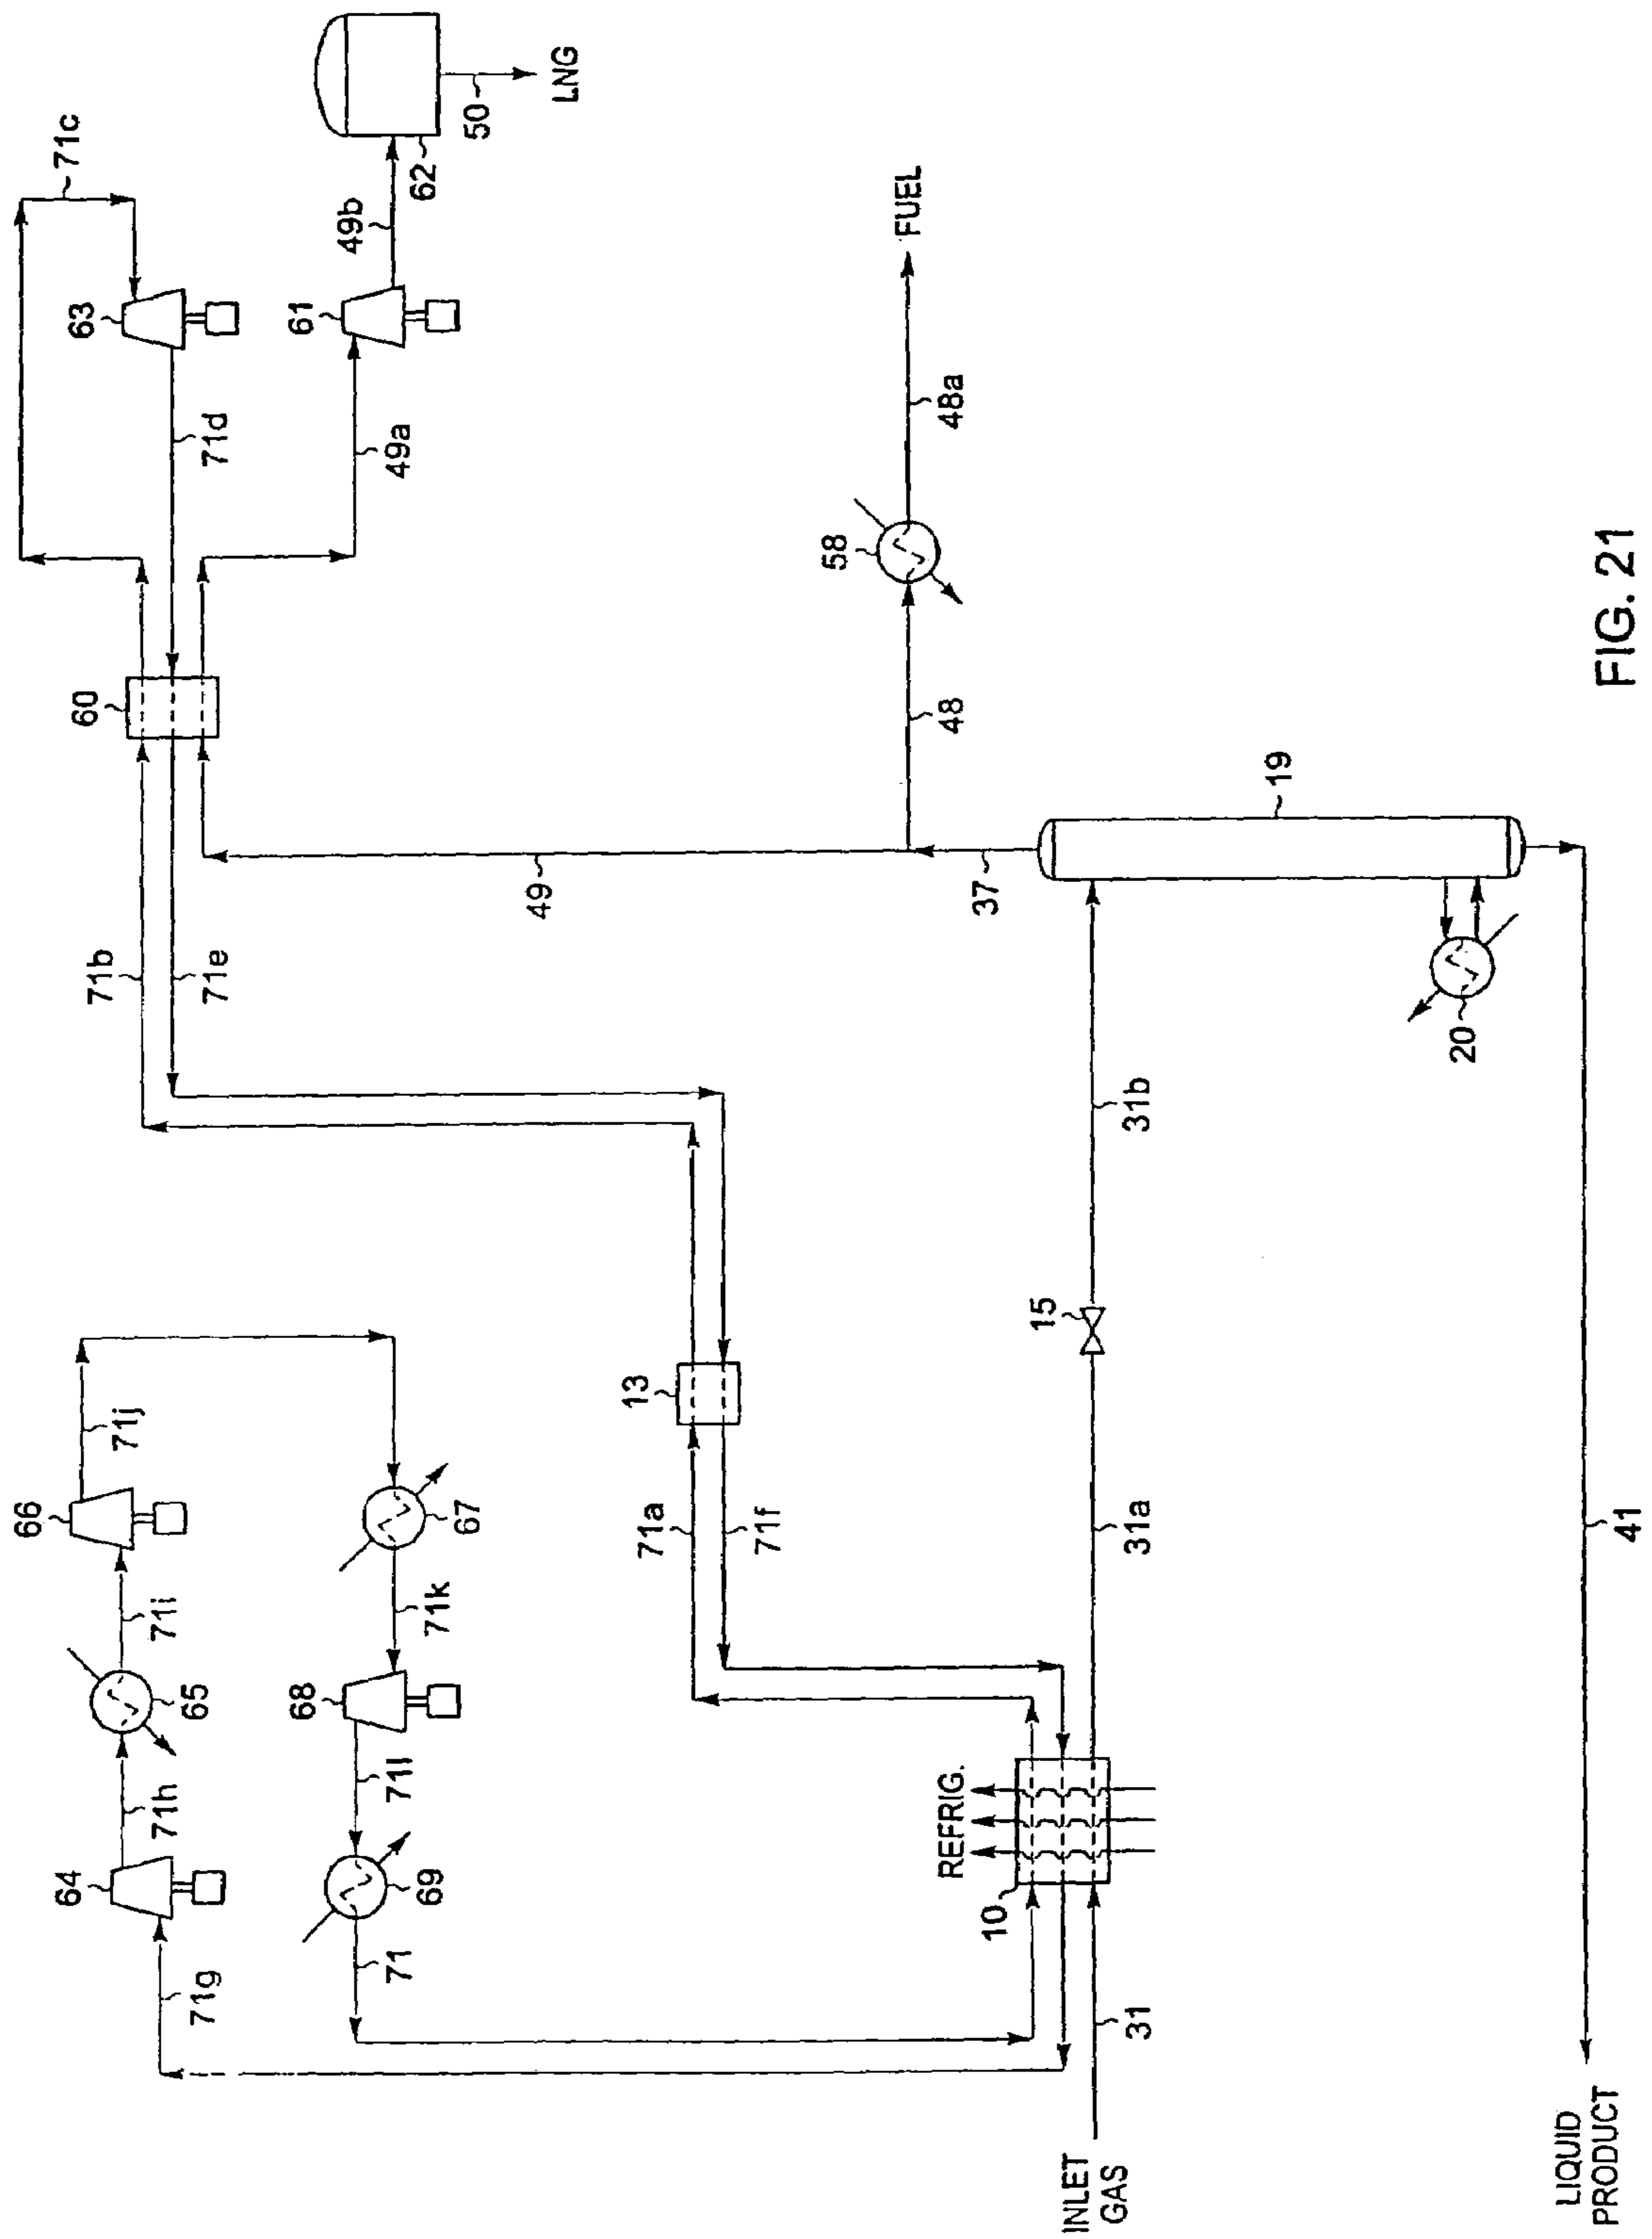 71c
63
71d
60
61
49a
49b
62
50
LNG
71b
71e
49
58
48
48a
FUEL
37
19
20
66
71j
71i
65
71h
64
71g
67
71k
68
71l
69
71
13
71a
71f
REFRIG.
10
31
INLET
GAS
31a
15
31b
41
LIQUID
PRODUCT
FIG. 21